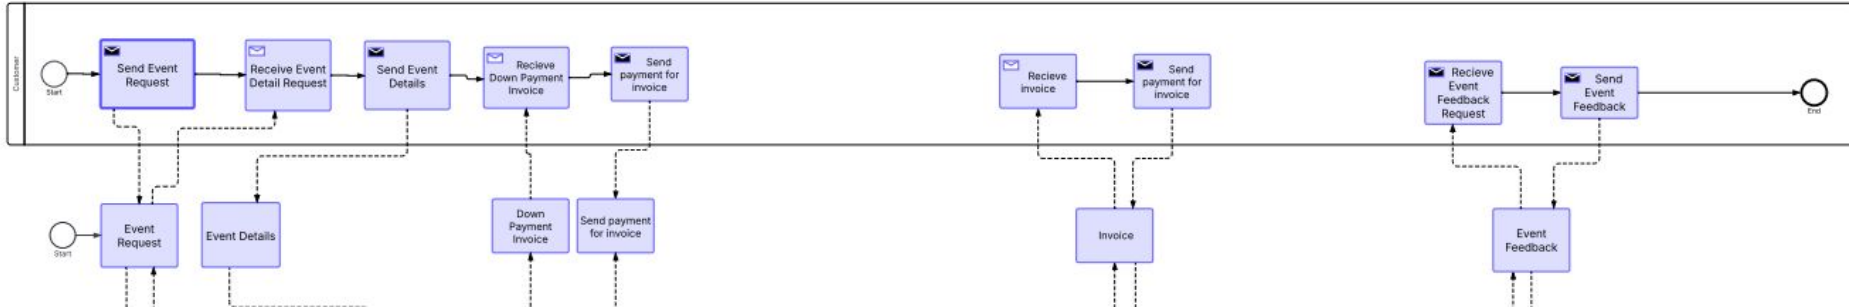 Customer
Start
Send Event
Request
Receive Event
Detail Request
Send Event
Details
Recieve
Down Payment
Invoice
Send
payment for
invoice
Recieve
invoice
Send
payment for
invoice
Recieve
Event
Feedback
Request
Send
Event
Feedback
End
Start
Event
Request
Event Details
Down
Payment
Invoice
Send payment
for invoice
Invoice
Event
Feedback